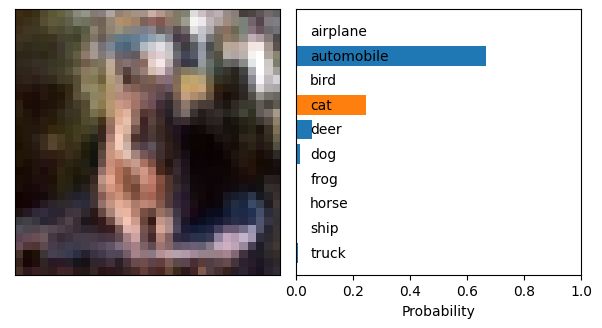 airplane
automobile
bird
cat
deer
dog
frog
horse
ship
truck
0.0 0.2 0.4 0.6 0.8 1.0
Probability